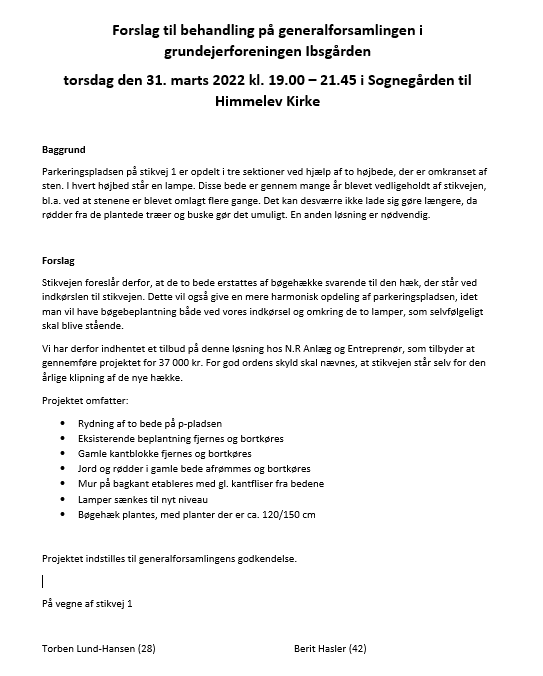 Forslag til behandling på generalforsamlingen i
grundejerforeningen Ibsgården
torsdag den 31. marts 2022 kl. 19.00 – 21.45 i Sognegården til
Himmelev Kirke
Baggrund
Parkeringspladsen på stikvej 1 er opdelt i tre sektioner ved hjælp af to højbede, der er omkranset af
sten. I hvert højbed står en lampe. Disse bede er gennem mange år blevet vedligeholdt af stikvejen,
bl.a. ved at stenene er blevet omlagt flere gange. Det kan desværre ikke lade sig gøre længere, da
rødder fra de plantede træer og buske gør det umuligt. En anden løsning er nødvendig.
Forslag
Stikvejen foreslår derfor, at de to bede erstattes af bøgehække svarende til den hæk, der står ved
indkørslen til stikvejen. Dette vil også give en mere harmonisk opdeling af parkeringspladsen, idet
man vil have bøgebeplantning både ved vores indkørsel og omkring de to lamper, som selvfølgeligt
skal blive stående.
Vi har derfor indhentet et tilbud på denne løsning hos N.R Anlæg og Entreprenør, som tilbyder at
gennemføre projektet for 37 000 kr. For god ordens skyld skal nævnes, at stikvejen står selv for den
årlige klipning af de nye hække.
Projektet omfatter:
• Rydning af to bede på p-pladsen
• Eksisterende beplantning fjernes og bortkøres
• Gamle kantblokke fjernes og bortkøres
• Jord og rødder i gamle bede afrømmes og bortkøres
• Mur på bagkant etableres med gl. kantfliser fra bedene
• Lamper sænkes til nyt niveau
• Bøgehæk plantes, med planter der er ca. 120/150 cm
Projektet indstilles til generalforsamlingens godkendelse.
På vegne af stikvej 1
Torben Lund-Hansen (28) Berit Hasler (42)